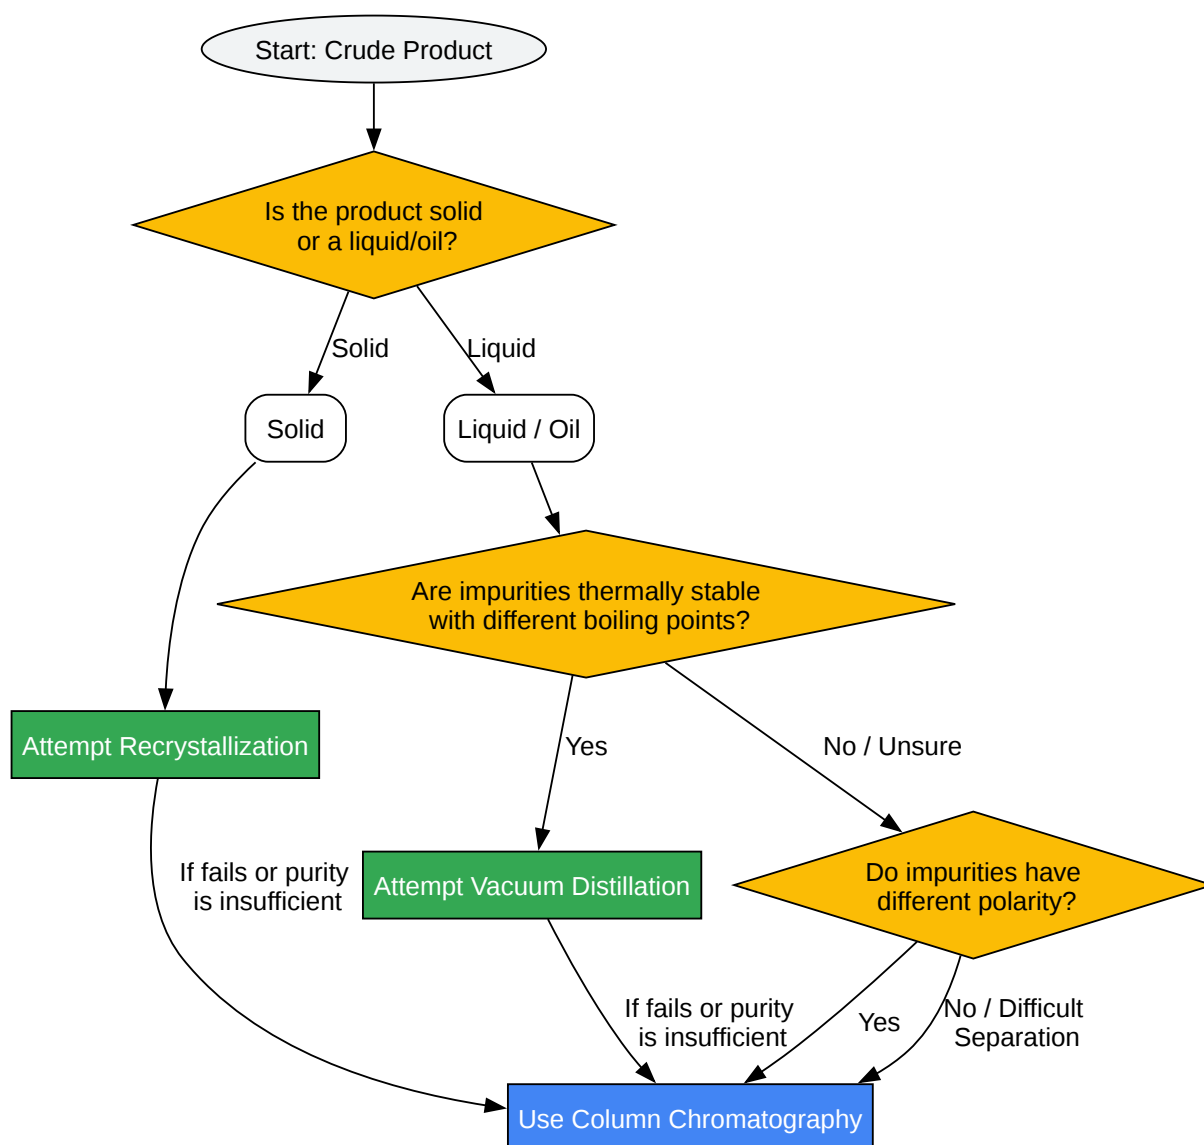 Start: Crude Product
Is the product solid
or a liquid/oil?
Solid
Liquid
Solid
Liquid / Oil
Are impurities thermally stable
with different boiling points?
Attempt Recrystallization
Yes
No / Unsure
If fails or purity
is insufficient
Attempt Vacuum Distillation
Do impurities have
different polarity?
If fails or purity
is insufficient
Yes
No / Difficult
Separation
Use Column Chromatography